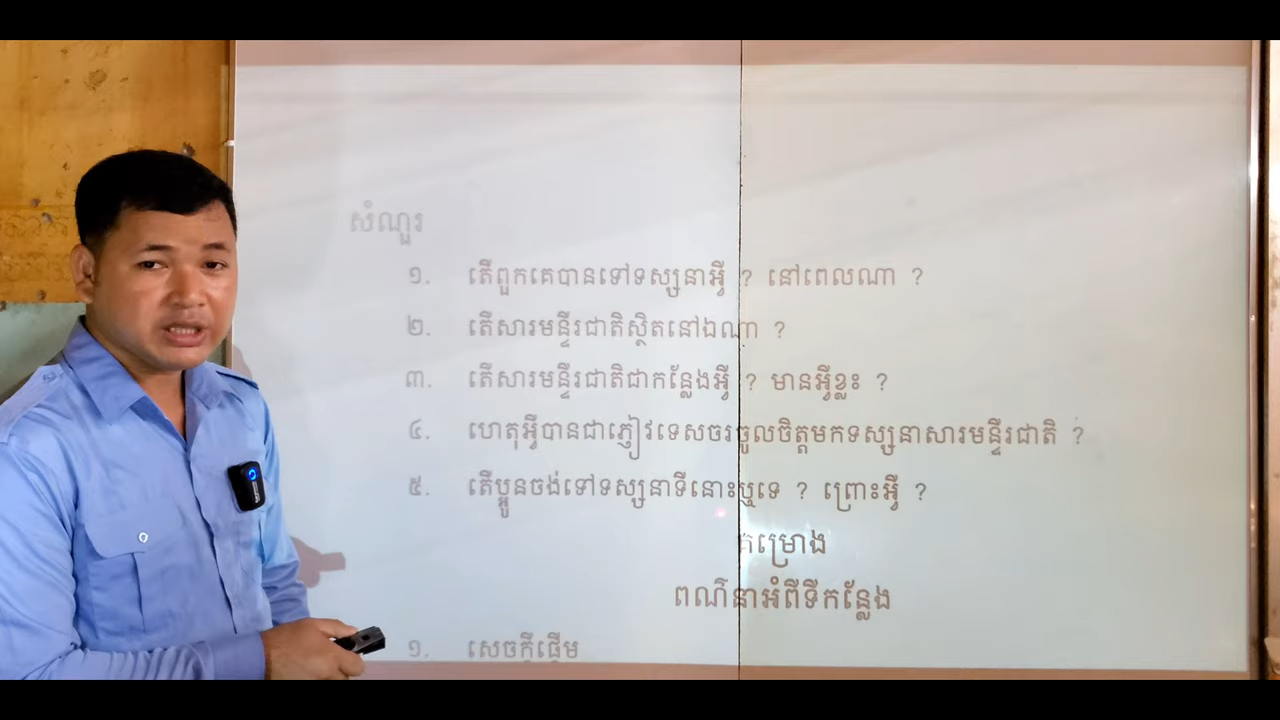 សំណួរ
១. តើពួកគេបានទៅទស្សនាអ្វី ? នៅពេលណា ?
២. តើសារមន្ទីរជាតិស្ថិតនៅឯណា ?
៣. តើសារមន្ទីរជាតិជាកន្លែងអ្វី ? មានអ្វីខ្លះ ?
៤. ហេតុអ្វីបានជាភ្ញៀវទេសចរចូលចិត្តមកទស្សនាសារមន្ទីរជាតិ ?
៥. តើប្អូនចង់ទៅទស្សនាទីនោះឬទេ ? ព្រោះអ្វី ?
គម្រោង
ពណ៌នាអំពីទីកន្លែង
១. សេចក្ដីផ្ដើម